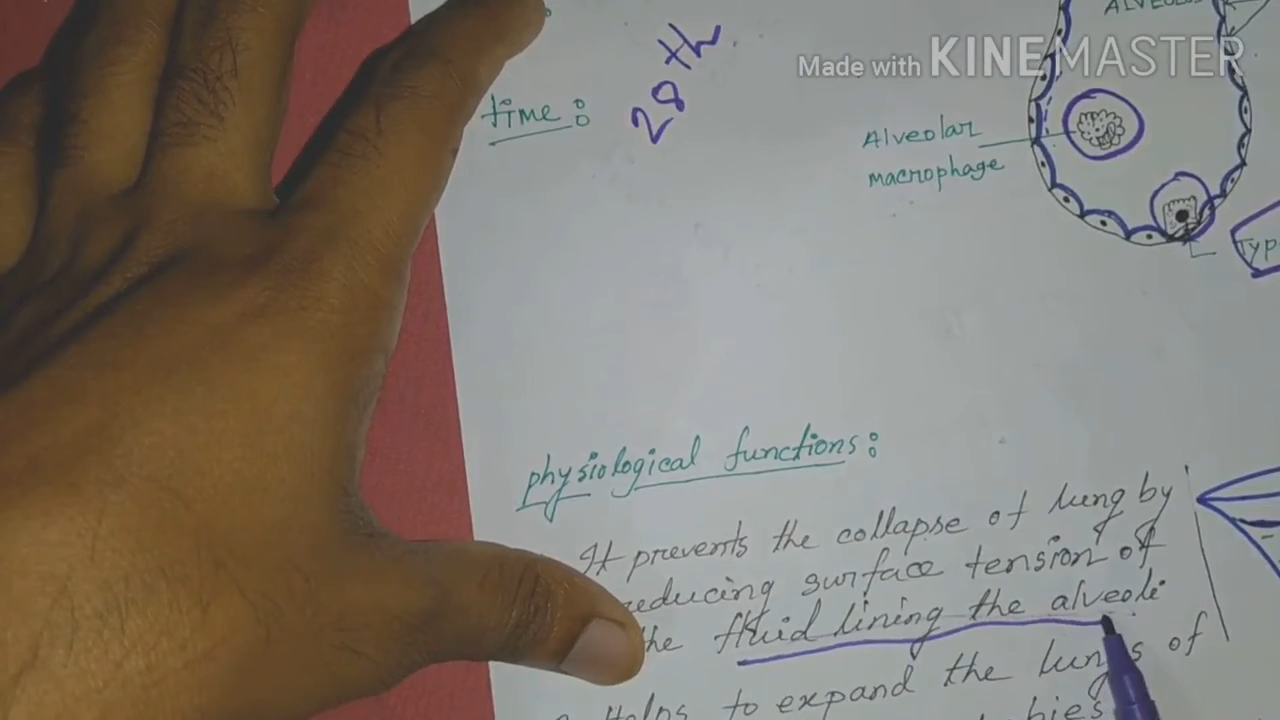 ALVEOLUS
Made with KINEMASTER
time :
28th
Alveolar
macrophage
physiological functions :
It prevents the collapse of lung by
reducing surface tension of
the fluid lining the alveoli
Helps to expand the lungs of